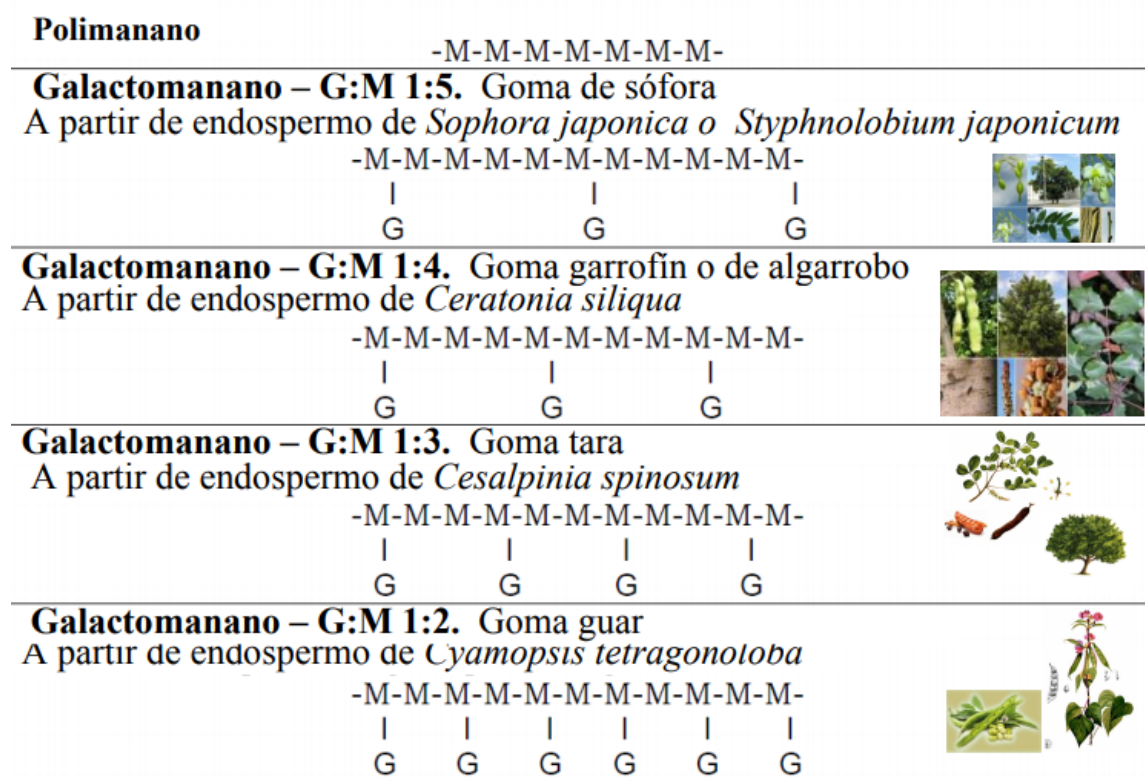 Polimanano
-M-M-M-M-M-M-M-
Galactomanano – G:M 1:5. Goma de sófora
A partir de endospermo de Sophora japonica o Styphnolobium japonicum
-M-M-M-M-M-M-M-M-M-M-M-
I I I
G G G
Galactomanano – G:M 1:4. Goma garrofín o de algarrobo
A partir de endospermo de Ceratonia siliqua
-M-M-M-M-M-M-M-M-M-M-M-
I I I
G G G
Galactomanano – G:M 1:3. Goma tara
A partir de endospermo de Cesalpinia spinosum
-M-M-M-M-M-M-M-M-M-M-M-
I I I I
G G G G
Galactomanano – G:M 1:2. Goma guar
A partir de endospermo de Cyamopsis tetragonoloba
-M-M-M-M-M-M-M-M-M-M-M-
I I I I I I
G G G G G G